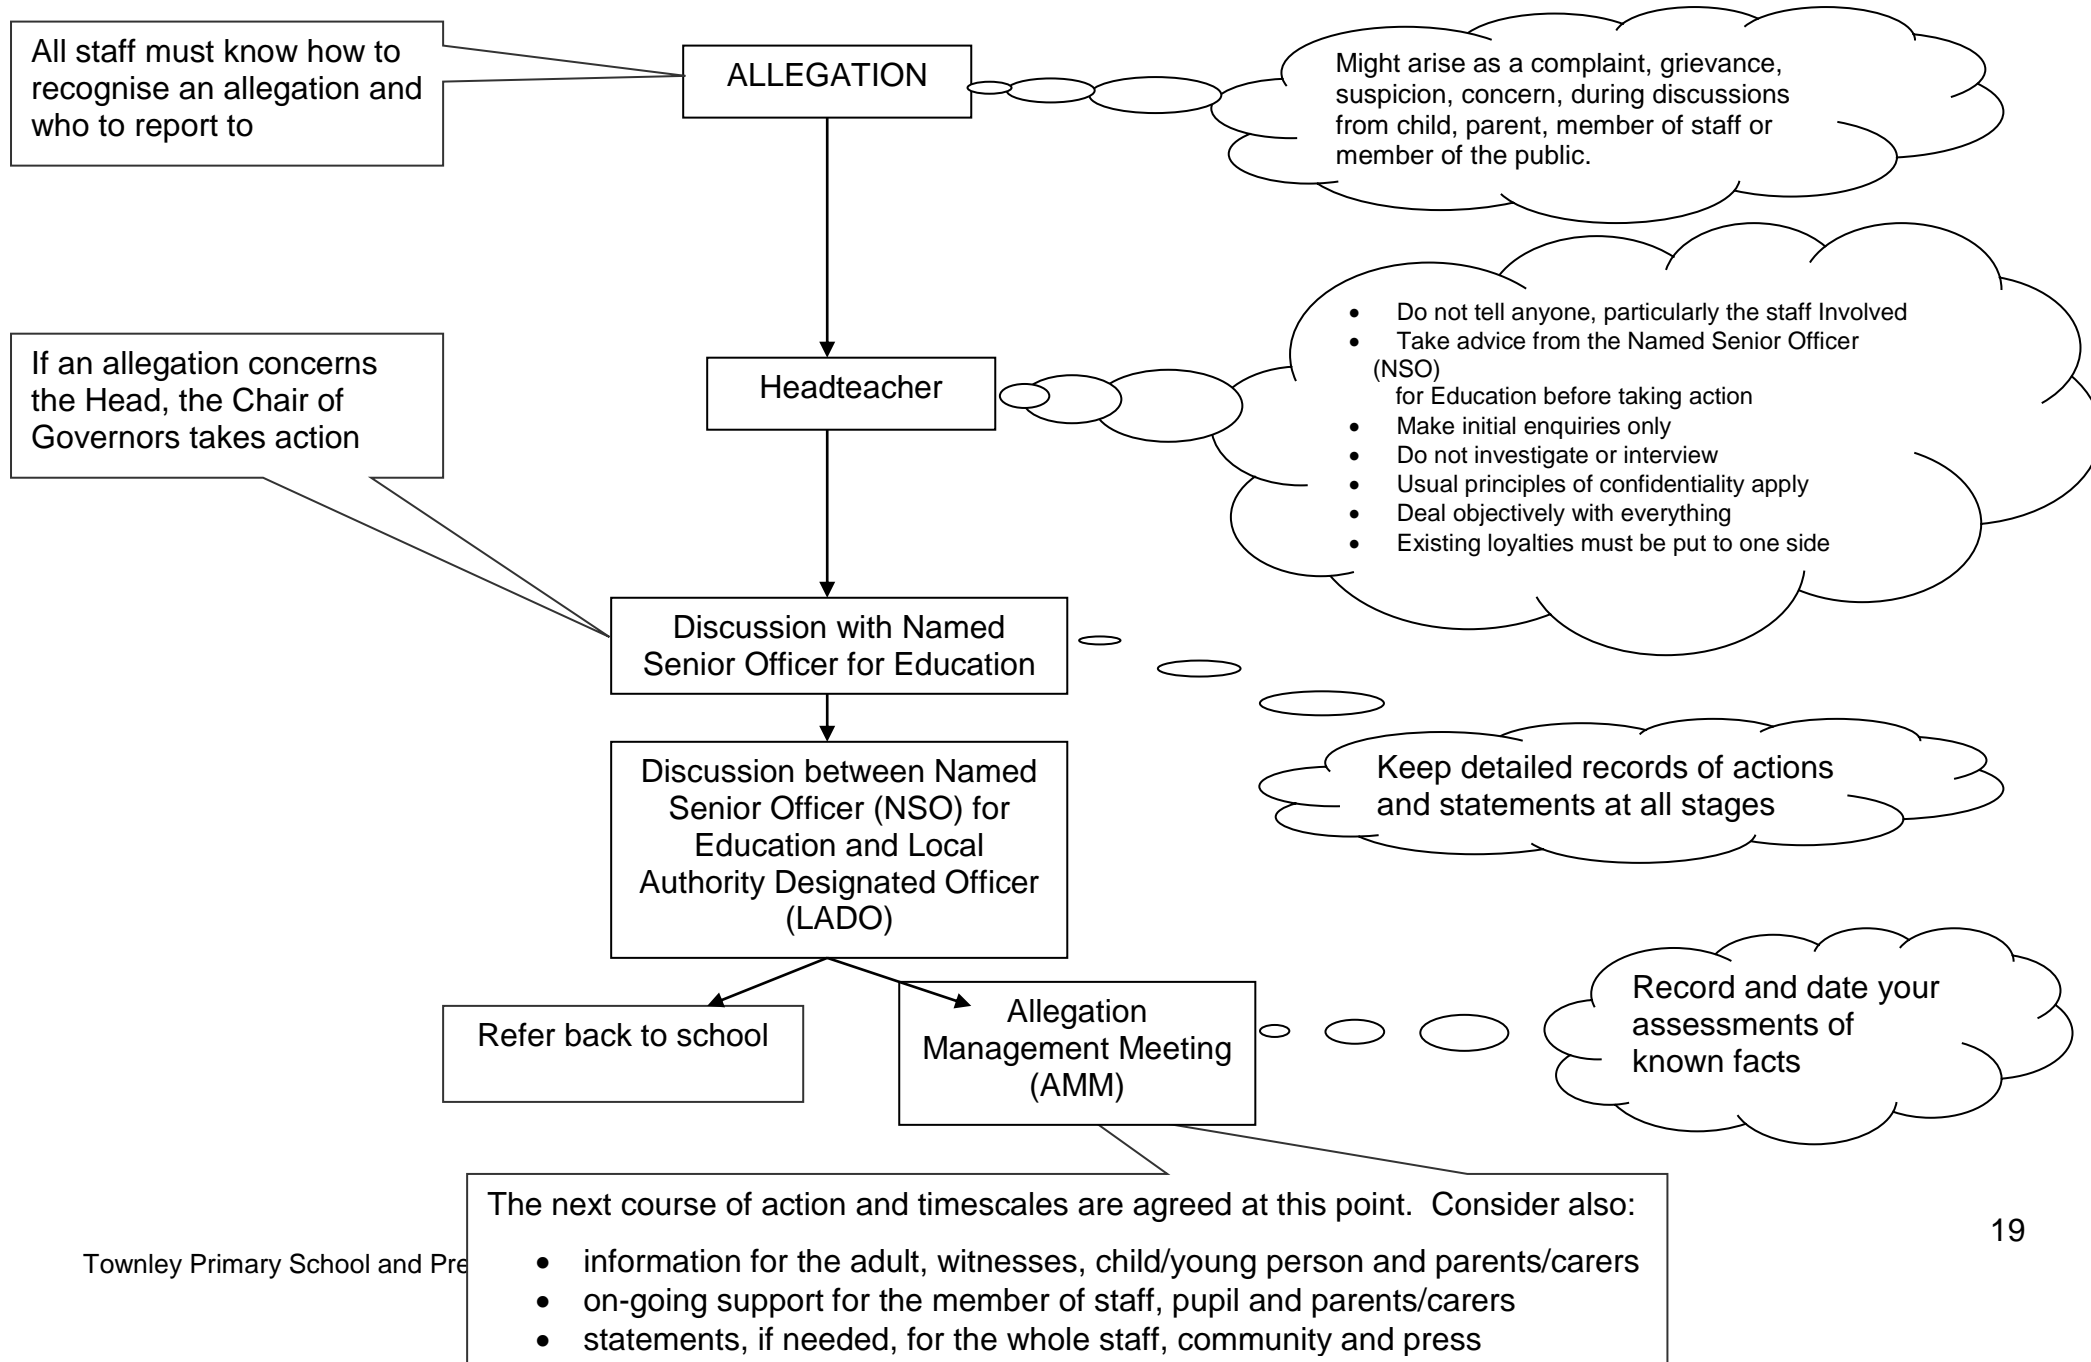 All staff must know how to
recognise an allegation and
who to report to
ALLEGATION
Might arise as a complaint, grievance,
suspicion, concern, during discussions
from child, parent, member of staff or
member of the public.
If an allegation concerns
the Head, the Chair of
Governors takes action
Headteacher
• Do not tell anyone, particularly the staff Involved
• Take advice from the Named Senior Officer
(NSO)
for Education before taking action
• Make initial enquiries only
• Do not investigate or interview
• Usual principles of confidentiality apply
• Deal objectively with everything
• Existing loyalties must be put to one side
Discussion with Named
Senior Officer for Education
Keep detailed records of actions
and statements at all stages
Discussion between Named
Senior Officer (NSO) for
Education and Local
Authority Designated Officer
(LADO)
Refer back to school
Allegation
Management Meeting
(AMM)
Record and date your
assessments of
known facts
The next course of action and timescales are agreed at this point.  Consider also:
• information for the adult, witnesses, child/young person and parents/carers
• on-going support for the member of staff, pupil and parents/carers
• statements, if needed, for the whole staff, community and press
Townley Primary School and Pre
19